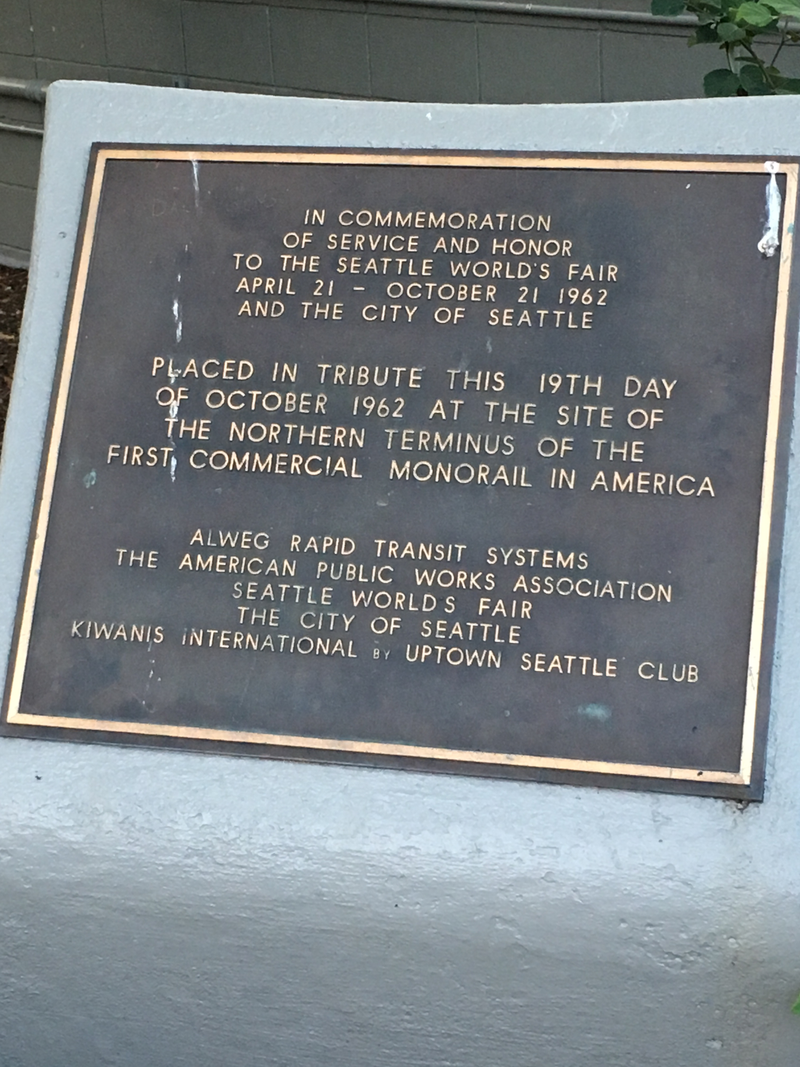 IN COMMEMORATION
OF SERVICE AND HONOR
TO THE SEATTLE WORLD'S FAIR
APRIL 21 - OCTOBER 21 1962
AND THE CITY OF SEATTLE
PLACED IN TRIBUTE THIS 19TH DAY
OF OCTOBER 1962 AT THE SITE OF
THE NORTHERN TERMINUS OF THE
FIRST COMMERCIAL MONORAIL IN AMERICA
ALWEG RAPID TRANSIT SYSTEMS
THE AMERICAN PUBLIC WORKS ASSOCIATION
SEATTLE WORLD'S FAIR
THE CITY OF SEATTLE
KIWANIS INTERNATIONAL BY UPTOWN SEATTLE CLUB